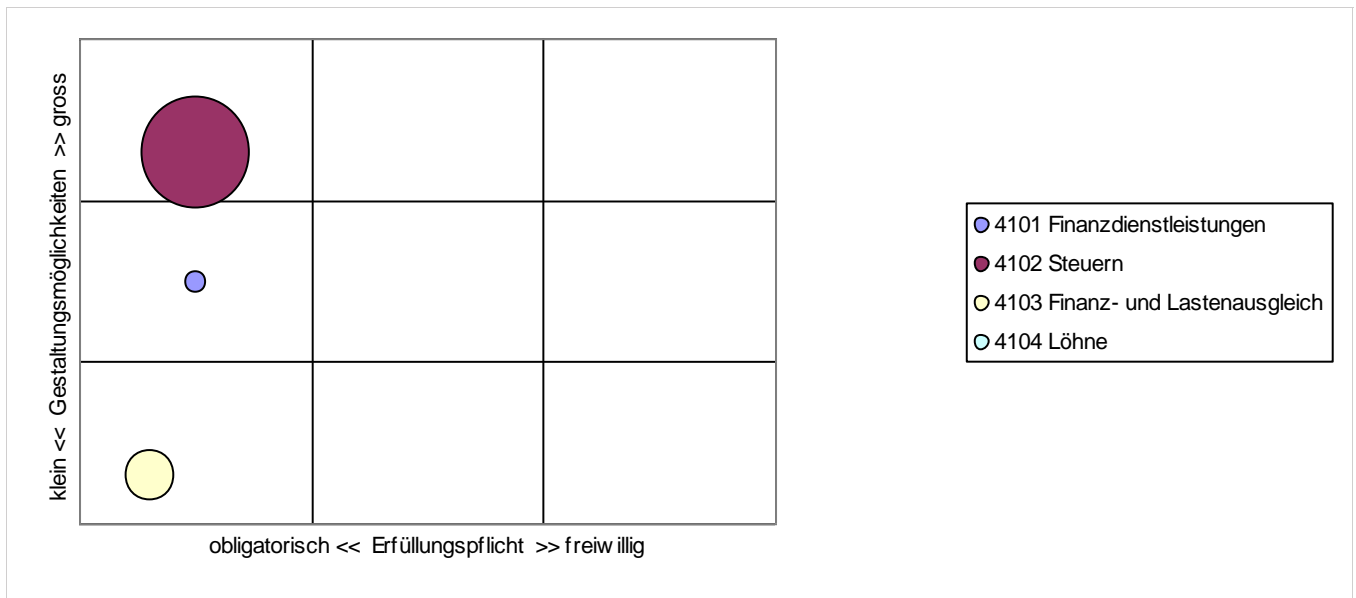 klein << Gestaltungsmöglichkeiten >> gross
obligatorisch << Erfüllungspflicht >> freiwillig
4101 Finanzdienstleistungen
4102 Steuern
4103 Finanz- und Lastenausgleich
4104 Löhne